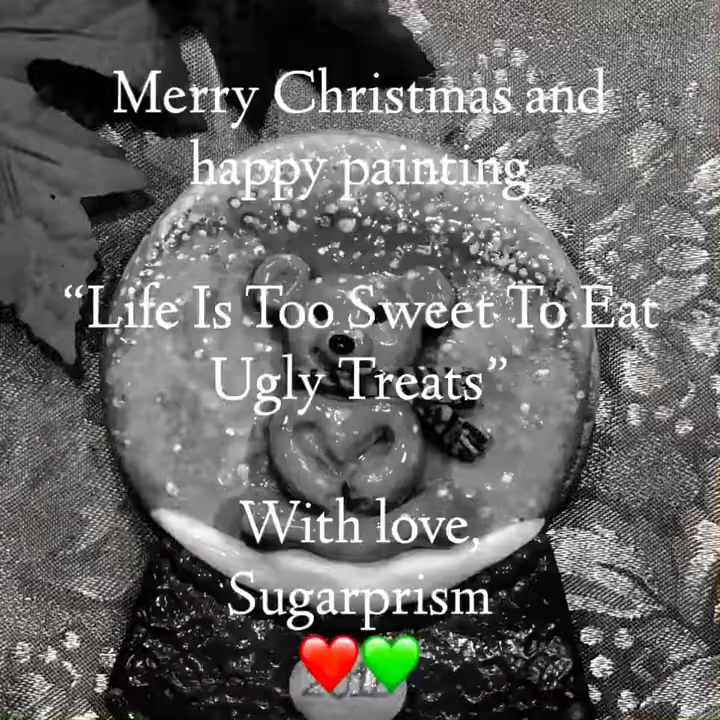 Merry Christmas and
happy painting
“Life Is Too Sweet To Eat
Ugly Treats”
With love,
Sugarprism